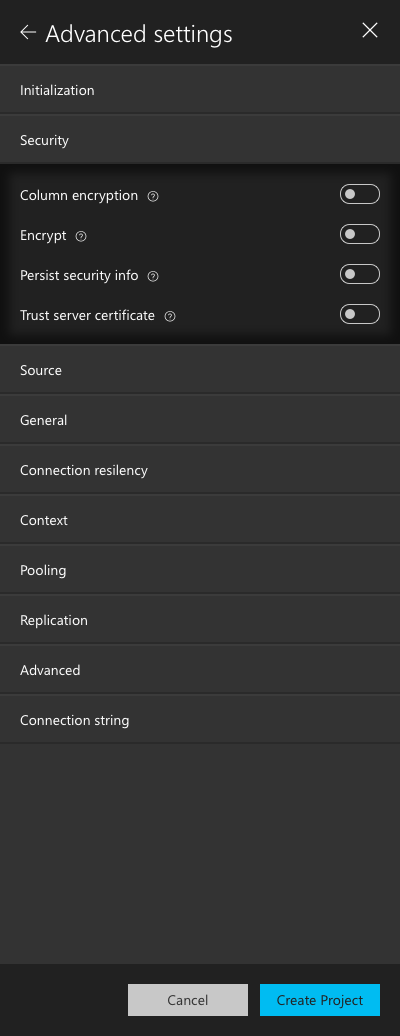 Advanced settings
Initialization
Security
Column encryption
Encrypt
Persist security info
Trust server certificate
Source
General
Connection resilency
Context
Pooling
Replication
Advanced
Connection string
Cancel Create Project